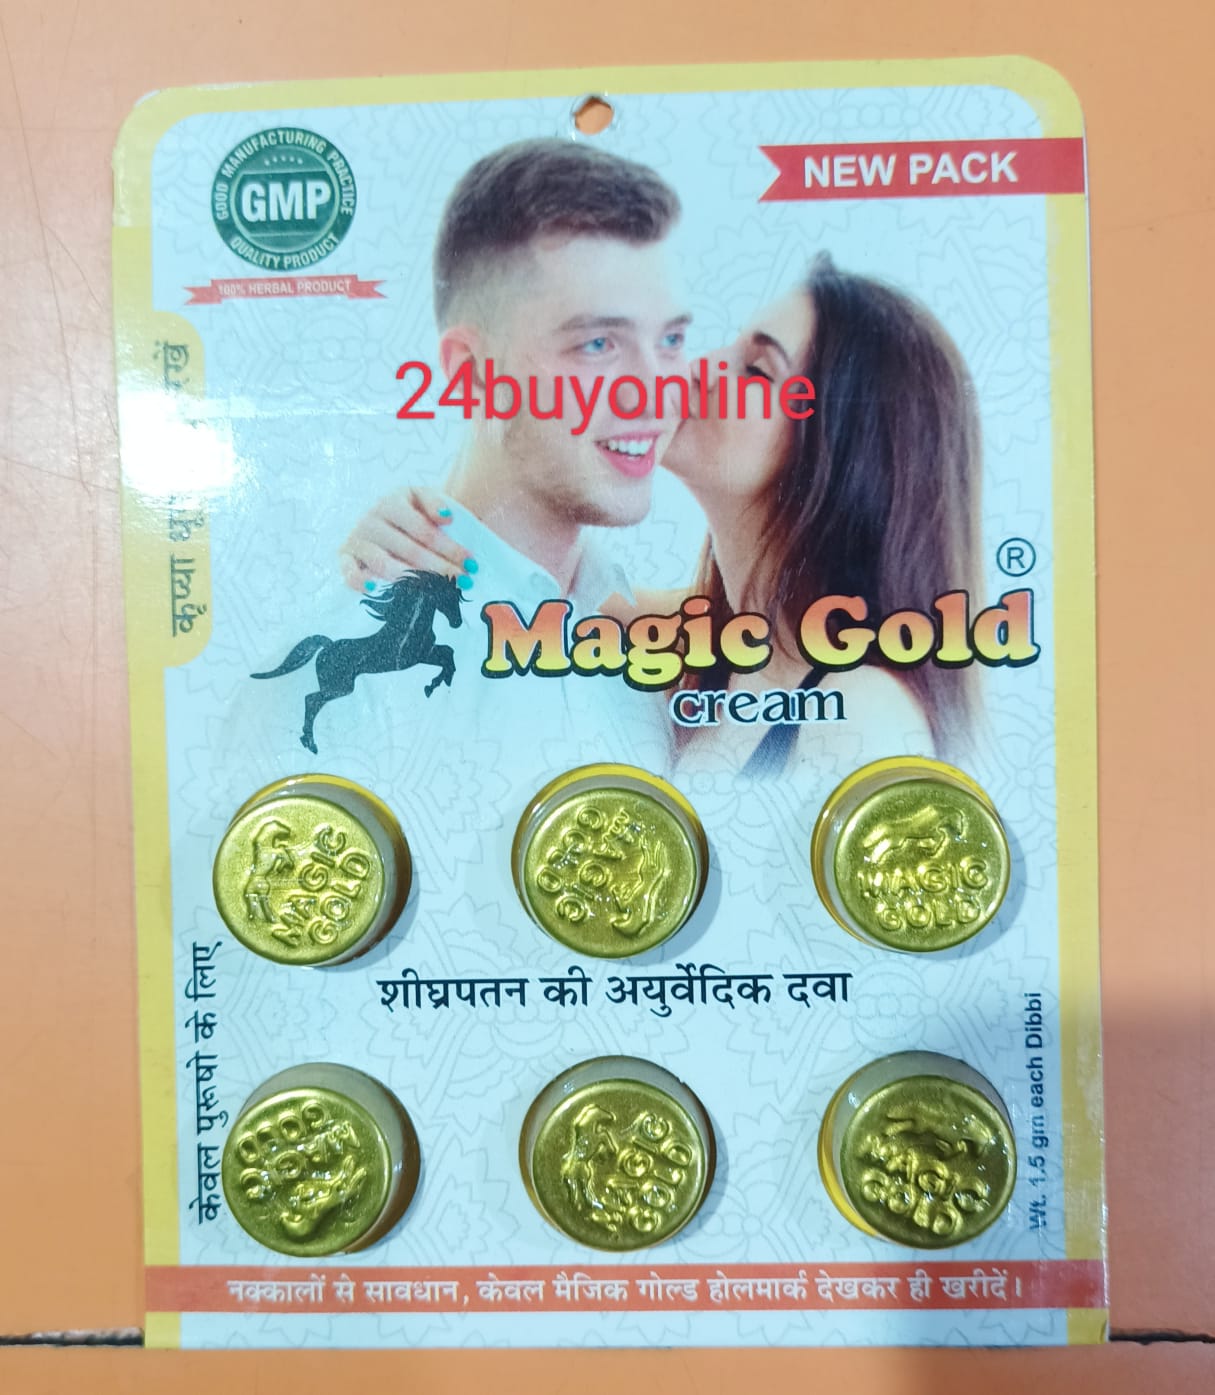 GOOD MANUFACTURING PRACTICE
GMP
QUALITY PRODUCT
100% HERBAL PRODUCT
NEW PACK
24buyonline
कृप्या
®
Magic Gold
cream
MAGIC
GOLD
MAGIC
GOLD
MAGIC
GOLD
शीघ्रपतन की अयुर्वेदिक दवा
केवल पुरूषो के लिए
Wt. 1.5 gm each Dibbi
MAGIC
GOLD
MAGIC
GOLD
MAGIC
GOLD
नक्कालों से सावधान, केवल मैजिक गोल्ड होलमार्क देखकर ही खरीदें।